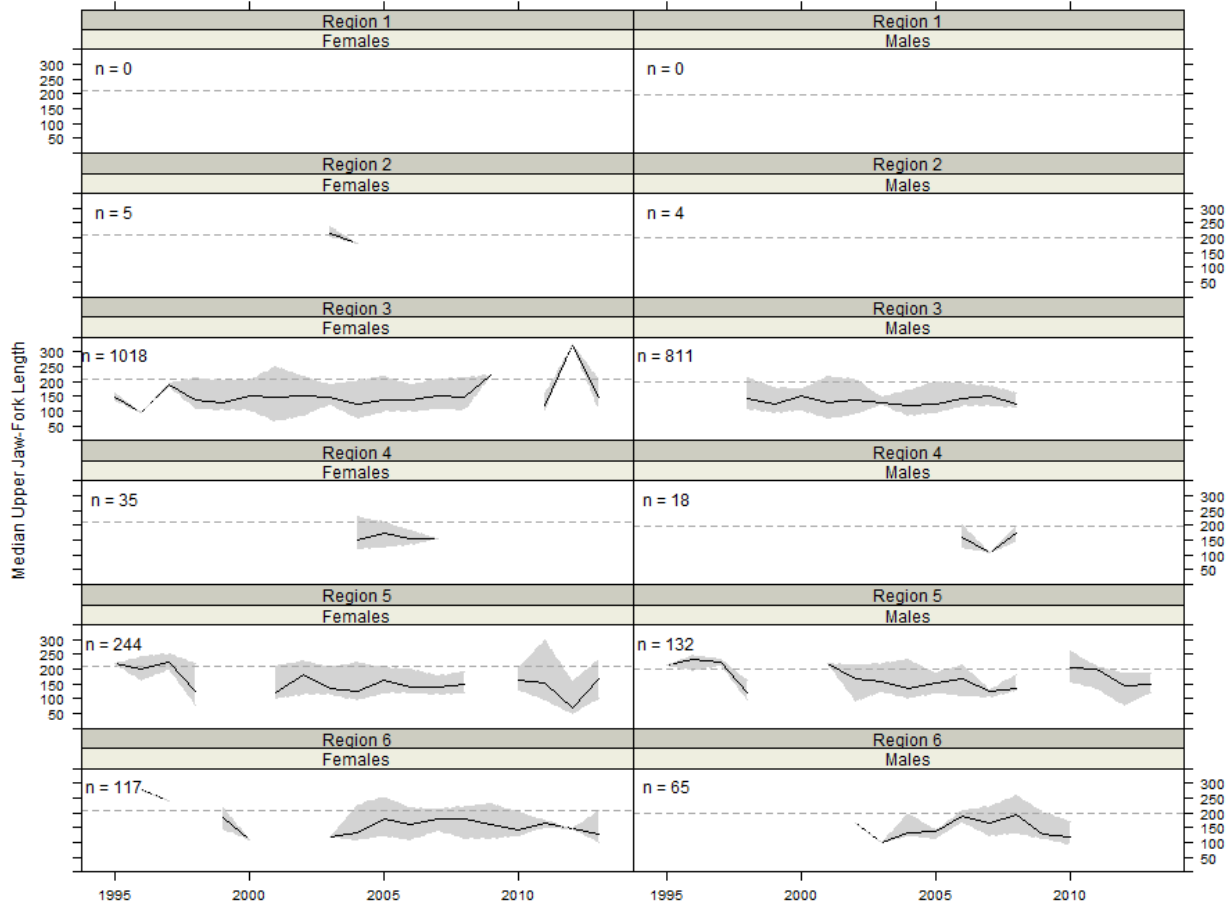 Region 1 Region 1
Females Males
n = 0 n = 0
300
250
200
150
100
50
Region 2 Region 2
Females Males
n = 5 n = 4
300
250
200
150
100
50
Region 3 Region 3
Females Males
n = 1018 n = 811
300
250
200
150
100
50
Median Upper Jaw-Fork Length
Region 4 Region 4
Females Males
n = 35 n = 18
300
250
200
150
100
50
Region 5 Region 5
Females Males
n = 244 n = 132
300
250
200
150
100
50
Region 6 Region 6
Females Males
n = 117 n = 65
300
250
200
150
100
50
1995 2000 2005 2010 1995 2000 2005 2010